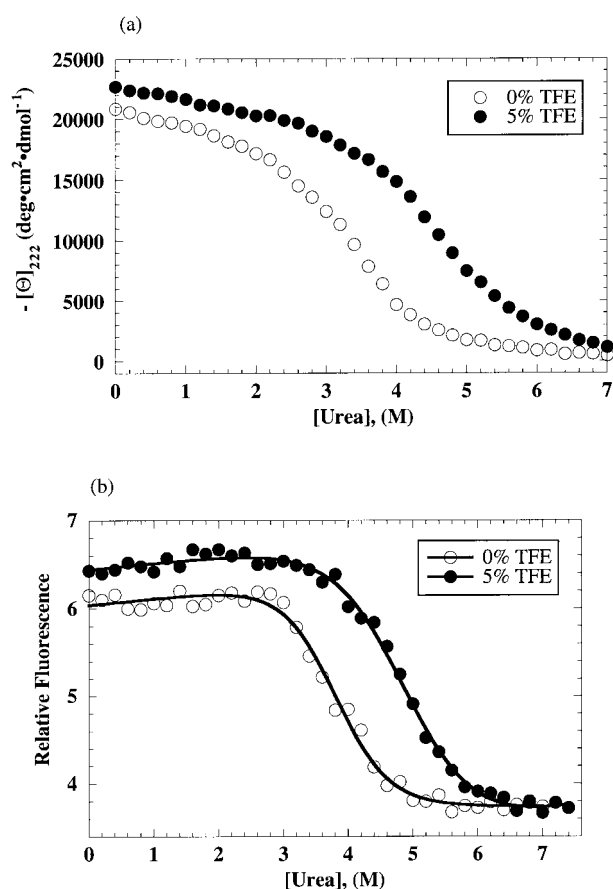 (a)
25000
20000
15000
10000
5000
0
- [Θ]222 (deg•cm2•dmol-1)
0% TFE
5% TFE
0 1 2 3 4 5 6 7
[Urea], (M)
(b)
7
6
5
4
Relative Fluorescence
0% TFE
5% TFE
0 1 2 3 4 5 6 7
[Urea], (M)